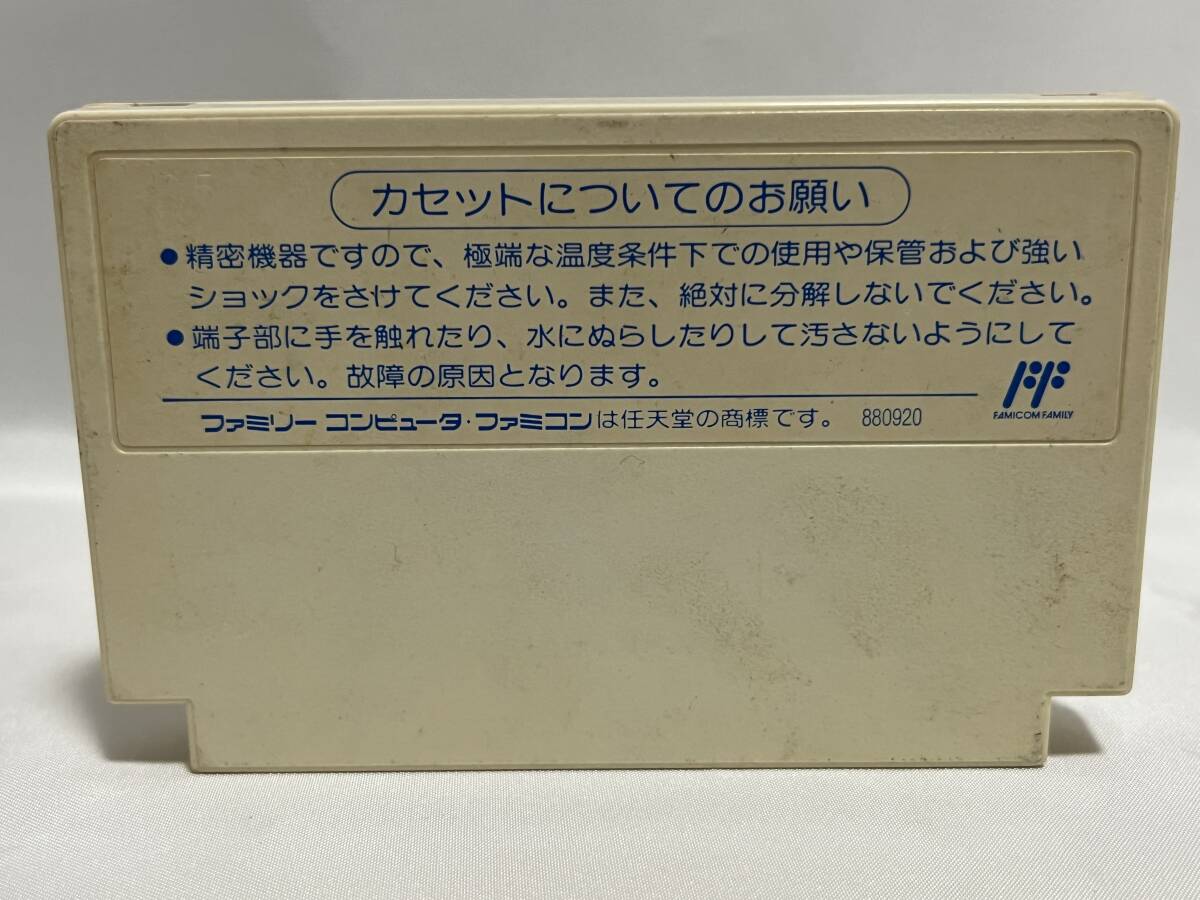 カセットについてのお願い
●精密機器ですので、極端な温度条件下での使用や保管および強い
ショックをさけてください。また、絶対に分解しないでください。
●端子部に手を触れたり、水にぬらしたりして汚さないようにして
ください。故障の原因となります。
FAMICOM FAMILY
ファミリーコンピュータ・ファミコンは任天堂の商標です。 880920